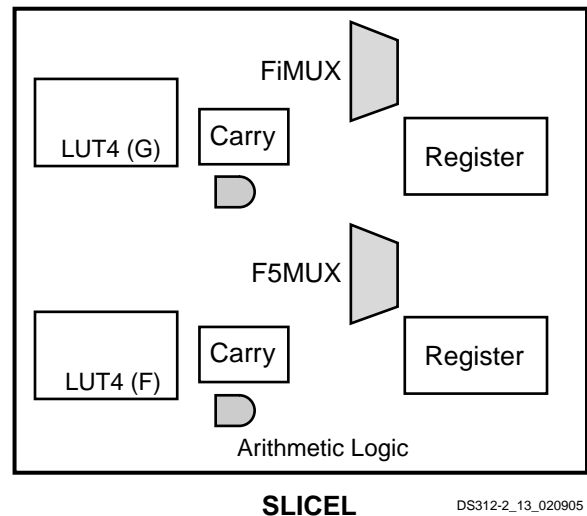 FiMUX
LUT4 (G)
Carry
Register
F5MUX
LUT4 (F)
Carry
Register
Arithmetic Logic
SLICEL
DS312-2_13_020905